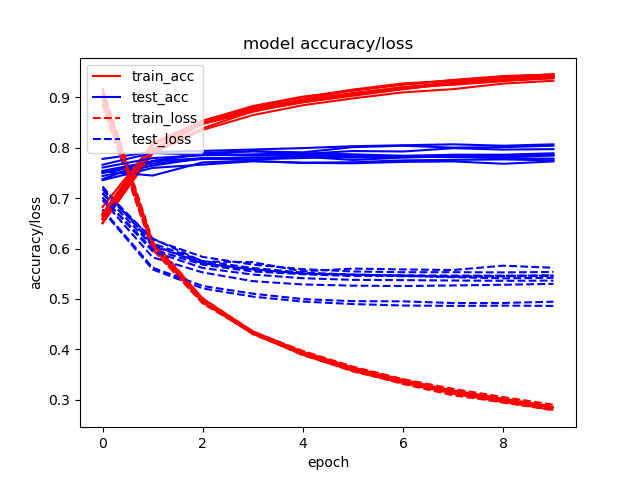 model accuracy/loss
train_acc
test_acc
train_loss
test_loss
accuracy/loss
0.9
0.8
0.7
0.6
0.5
0.4
0.3
0 2 4 6 8
epoch